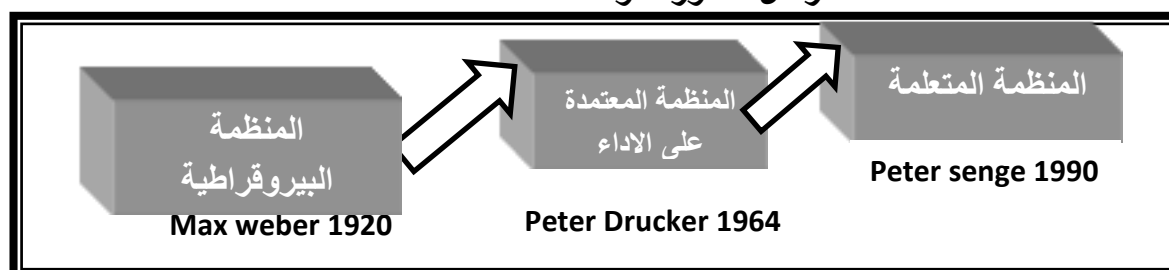 المنظمة
البيروقراطية
Max weber 1920
المنظمة المعتمدة
على الاداء
Peter Drucker 1964
المنظمة المتعلمة
Peter senge 1990